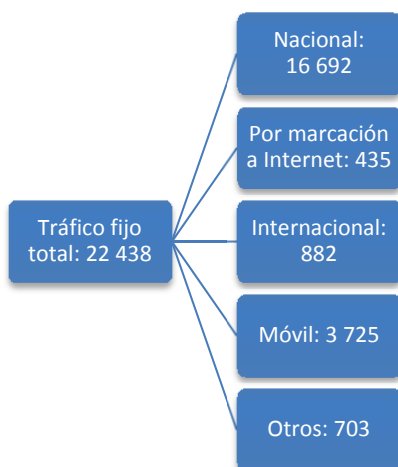 Nacional:
16 692
Por marcación
a Internet: 435
Tráfico fijo
total: 22 438
Internacional:
882
Móvil: 3 725
Otros: 703